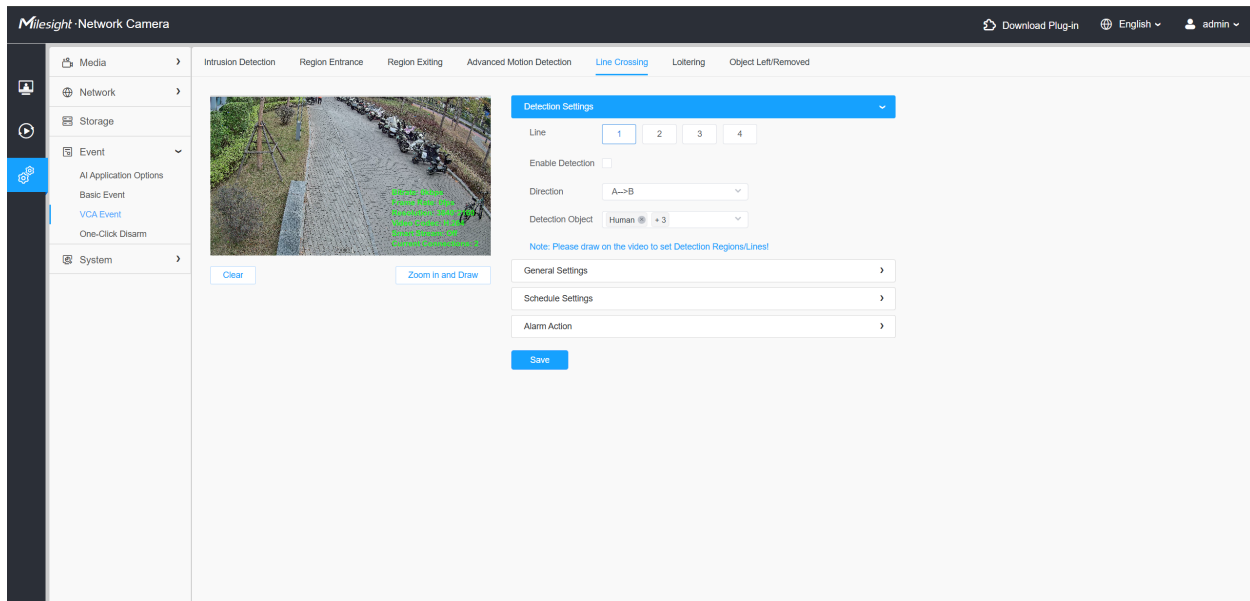 Milesight · Network Camera
Download Plug-in
English
admin
Media
Network
Storage
Event
AI Application Options
Basic Event
VCA Event
One-Click Disarm
System
Intrusion Detection
Region Entrance
Region Exiting
Advanced Motion Detection
Line Crossing
Loitering
Object Left/Removed
Clear
Zoom in and Draw
Detection Settings
Line
1
2
3
4
Enable Detection
Direction
A-->B
Detection Object
Human
+ 3
Note: Please draw on the video to set Detection Regions/Lines!
General Settings
Schedule Settings
Alarm Action
Save